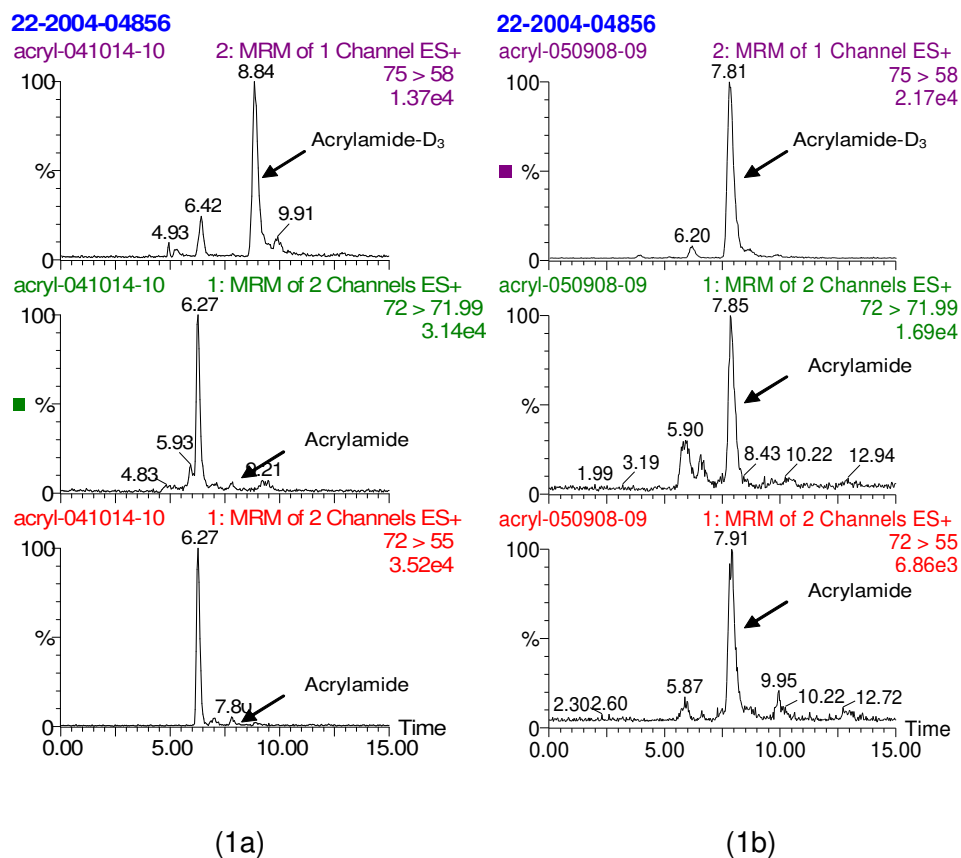 22-2004-04856
acryl-041014-10 2: MRM of 1 Channel ES+
75 > 58
1.37e4
100
%
0
8.84
Acrylamide-D3
4.93
6.42
9.91
acryl-041014-10 1: MRM of 2 Channels ES+
72 > 71.99
3.14e4
100
%
0
6.27
5.93
4.83
Acrylamide
acryl-041014-10 1: MRM of 2 Channels ES+
72 > 55
3.52e4
100
%
0
6.27
Acrylamide
Time
0.00 5.00 10.00 15.00
(1a)
22-2004-04856
acryl-050908-09 2: MRM of 1 Channel ES+
75 > 58
2.17e4
100
%
0
7.81
Acrylamide-D3
6.20
acryl-050908-09 1: MRM of 2 Channels ES+
72 > 71.99
1.69e4
100
%
0
7.85
Acrylamide
5.90
1.99 3.19 8.43 10.22 12.94
acryl-050908-09 1: MRM of 2 Channels ES+
72 > 55
6.86e3
100
%
0
7.91
Acrylamide
2.30 2.60 5.87 9.95 10.22 12.72
Time
0.00 5.00 10.00 15.00
(1b)